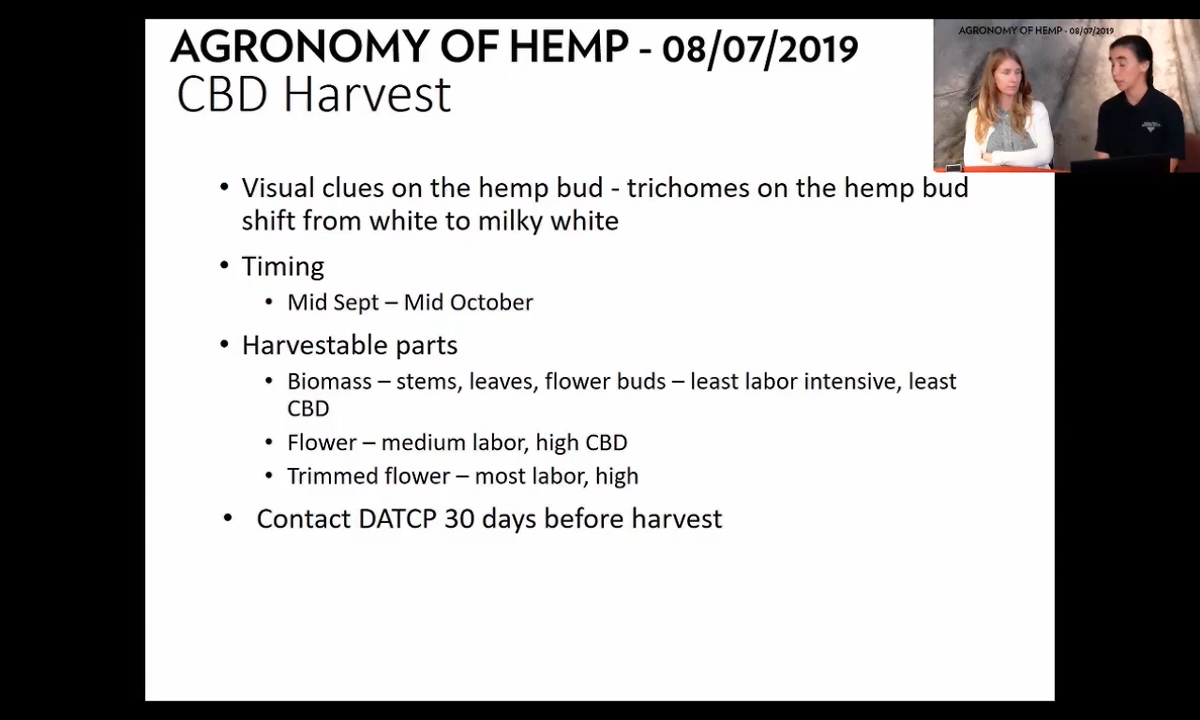 AGRONOMY OF HEMP - 08/07/2019
CBD Harvest
AGRONOMY OF HEMP - 08/07/2019
• Visual clues on the hemp bud - trichomes on the hemp bud
shift from white to milky white
• Timing
• Mid Sept – Mid October
• Harvestable parts
• Biomass – stems, leaves, flower buds – least labor intensive, least
CBD
• Flower – medium labor, high CBD
• Trimmed flower – most labor, high
• Contact DATCP 30 days before harvest